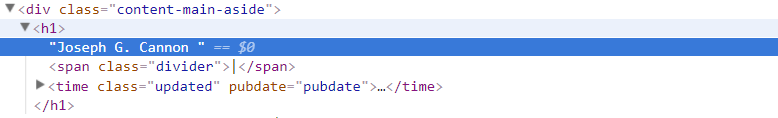 ▼<div class="content-main-aside">
▼<h1>
"Joseph G. Cannon " == $0
<span class="divider">|</span>
▶<time class="updated" pubdate="pubdate">…</time>
</h1>